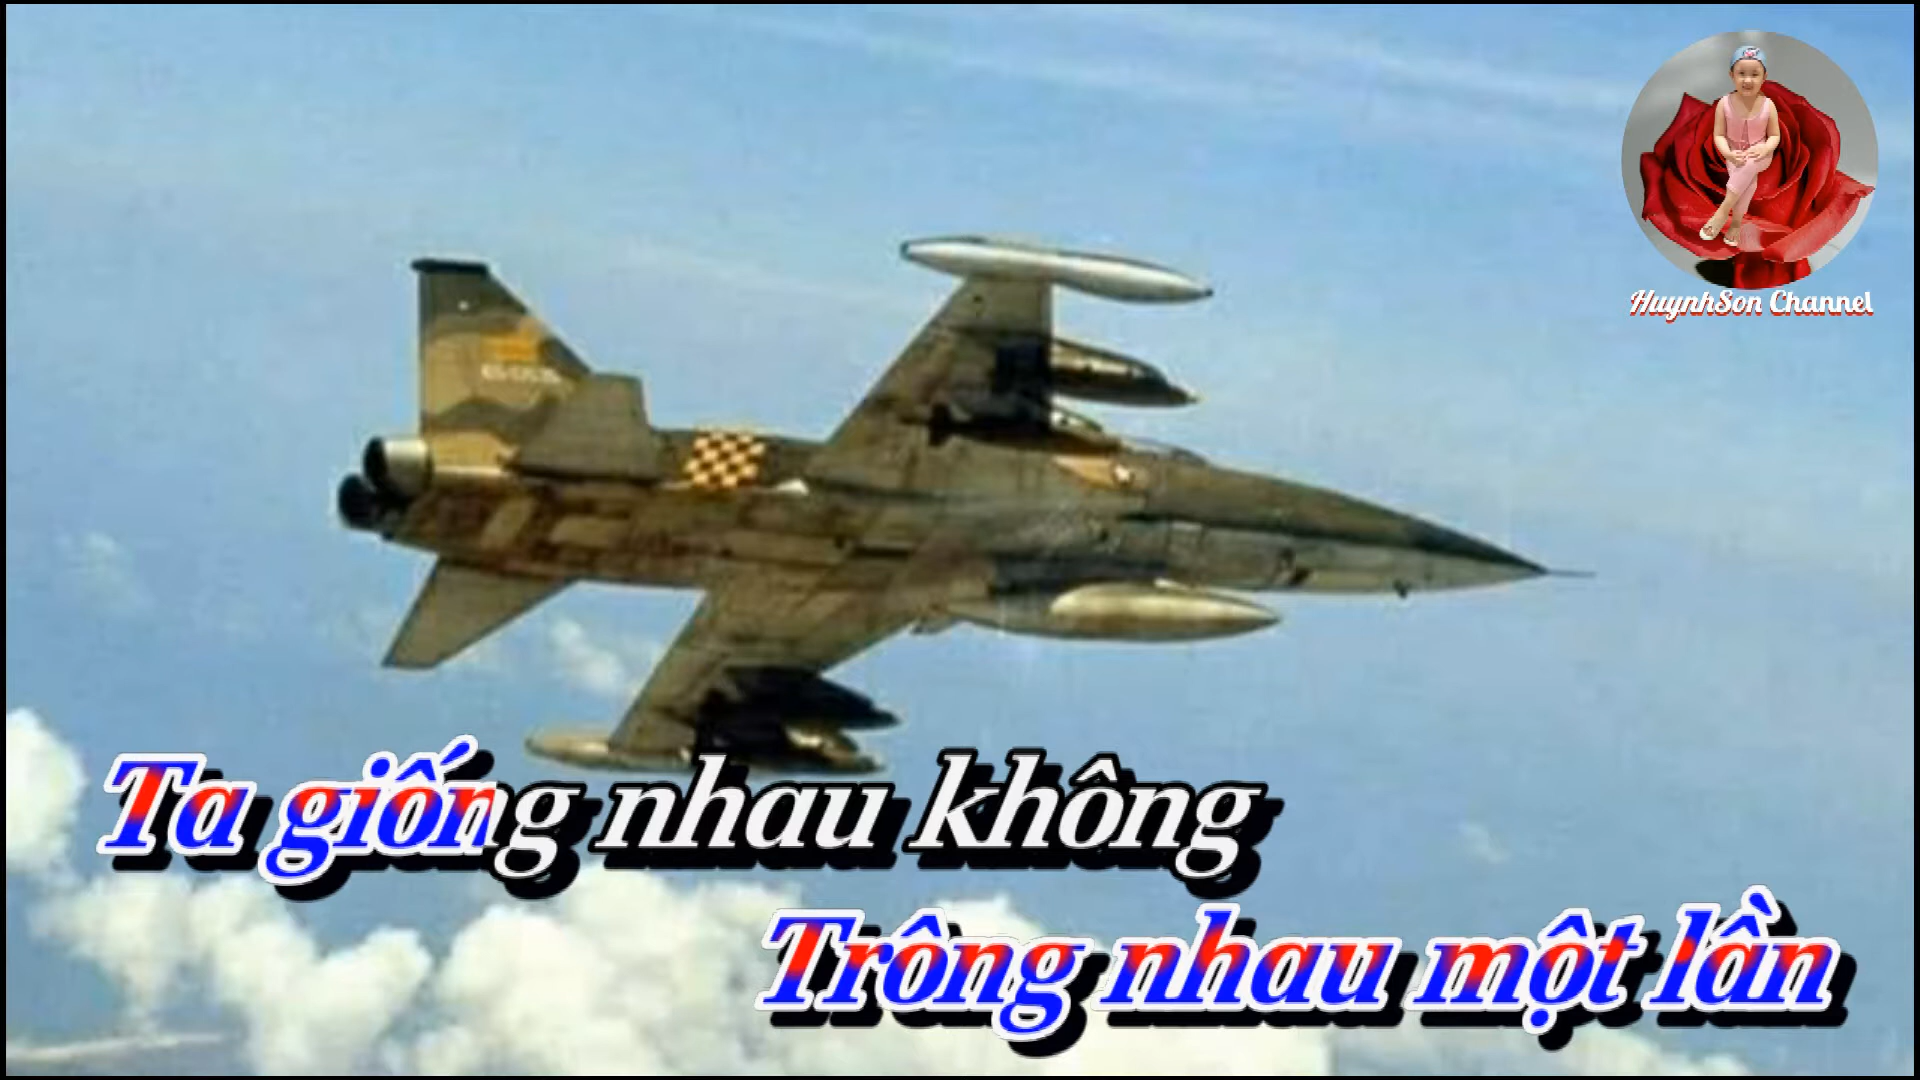 HuynhSon Channel
Ta giống nhau không
Trông nhau một lần